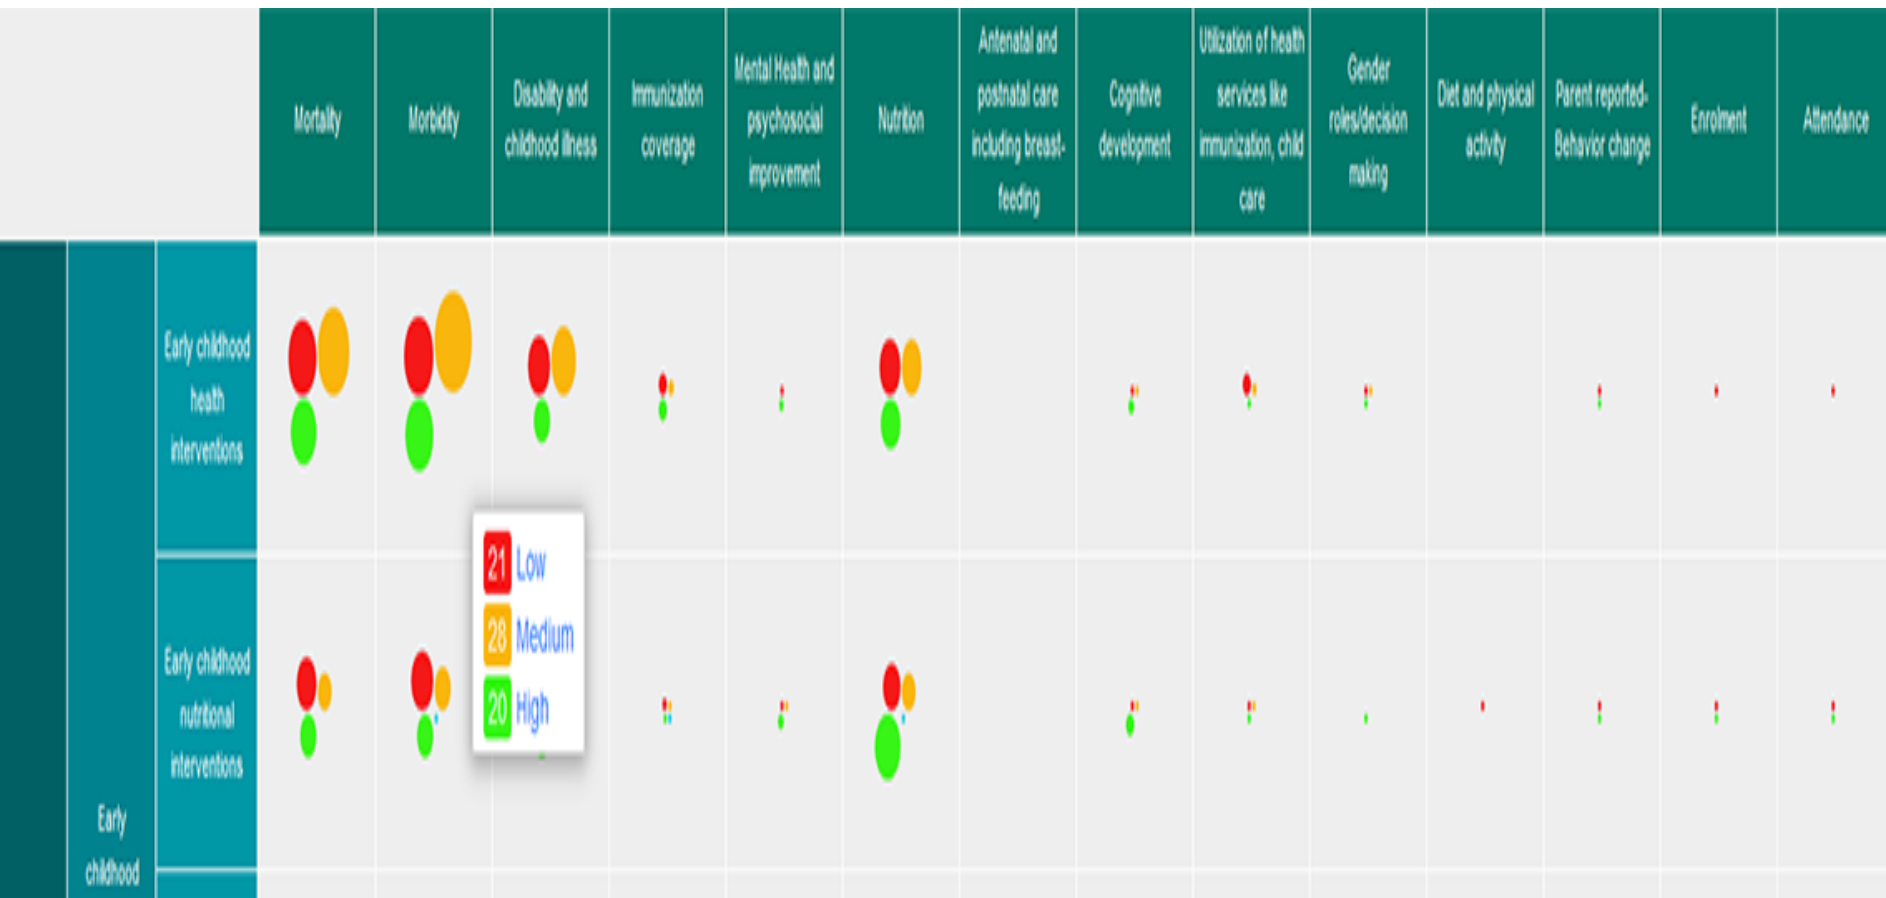 Mortality
Morbidity
Disability and
childhood illness
Immunization
coverage
Mental Health and
psychosocial
improvement
Nutrition
Antenatal and
postnatal care
including breast-
feeding
Cognitive
development
Utilization of health
services like
immunization, child
care
Gender
roles/decision
making
Diet and physical
activity
Parent reported-
Behavior change
Enrolment
Attendance
Early childhood
health
interventions
21 Low
28 Medium
20 High
Early childhood
nutritional
interventions
Early
childhood